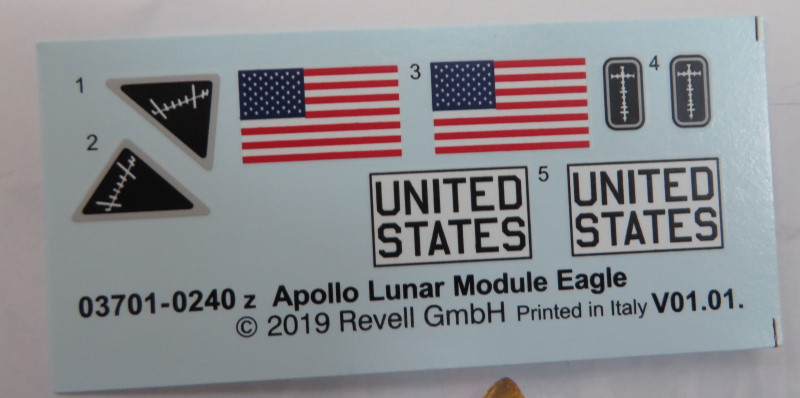 1
2
3
4
5
UNITED
STATES
UNITED
STATES
03701-0240 z Apollo Lunar Module Eagle
© 2019 Revell GmbH Printed in Italy V01.01.